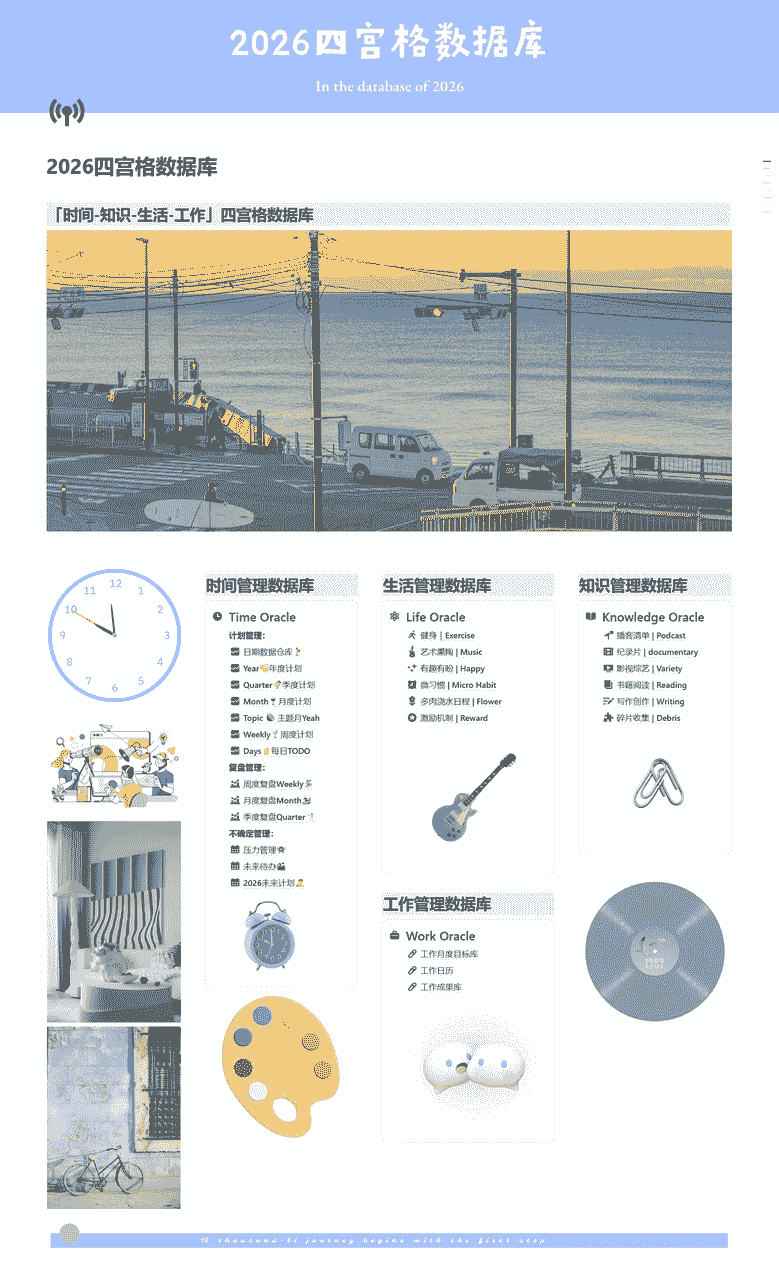 2026四宫格数据库
In the database of 2026
2026四宫格数据库
「时间-知识-生活-工作」四宫格数据库
12
11
1
10
2
9
3
8
4
7
5
6
时间管理数据库
Time Oracle
计划管理:
日期数据仓库
Year年度计划
Quarter季度计划
Month月度计划
Topic 主题月Yeah
Weekly周度计划
Days每日TODO
复盘管理:
周度复盘Weekly
月度复盘Month
季度复盘Quarter
不确定管理:
压力管理
未来待办
2026未来计划
生活管理数据库
Life Oracle
健身 | Exercise
艺术熏陶 | Music
有趣有盼 | Happy
微习惯 | Micro Habit
多肉浇水日程 | Flower
激励机制 | Reward
工作管理数据库
Work Oracle
工作月度目标库
工作日历
工作成果库
知识管理数据库
Knowledge Oracle
播客清单 | Podcast
纪录片 | documentary
影视综艺 | Variety
书籍阅读 | Reading
写作创作 | Writing
碎片收集 | Debris
A thousand-li journey begins with the first step